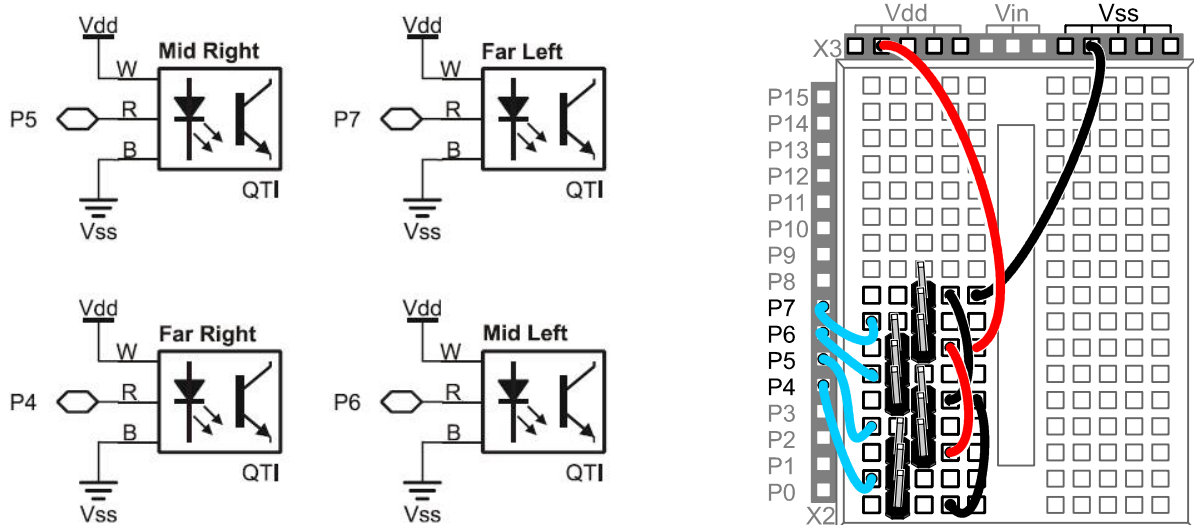 Vdd
Mid Right
W
P5
R
B
QTI
Vss
Vdd
Far Left
W
P7
R
B
QTI
Vss
Vdd
Far Right
W
P4
R
B
QTI
Vss
Vdd
Mid Left
W
P6
R
B
QTI
Vss
Vdd Vin Vss
X3
P15
P14
P13
P12
P11
P10
P9
P8
P7
P6
P5
P4
P3
P2
P1
P0
X2